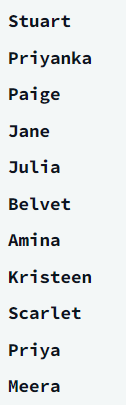 Stuart
Priyanka
Paige
Jane
Julia
Belvet
Amina
Kristeen
Scarlet
Priya
Meera